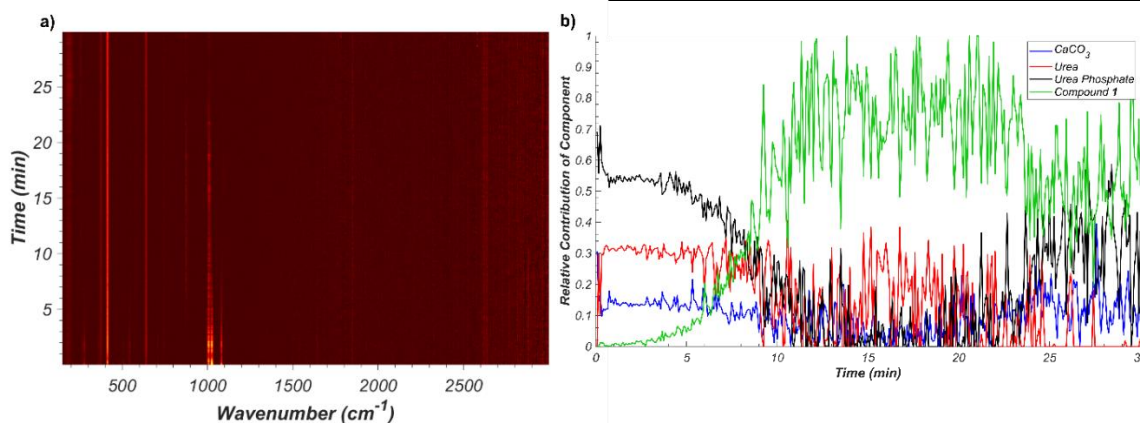 a)
Time (min)
25
20
15
10
5
500
1000
1500
2000
2500
Wavenumber (cm⁻¹)
b)
Relative Contribution of Component
1
0.9
0.8
0.7
0.6
0.5
0.4
0.3
0.2
0.1
0
CaCO₃
Urea
Urea Phosphate
Compound 1
0
5
10
15
20
25
30
Time (min)